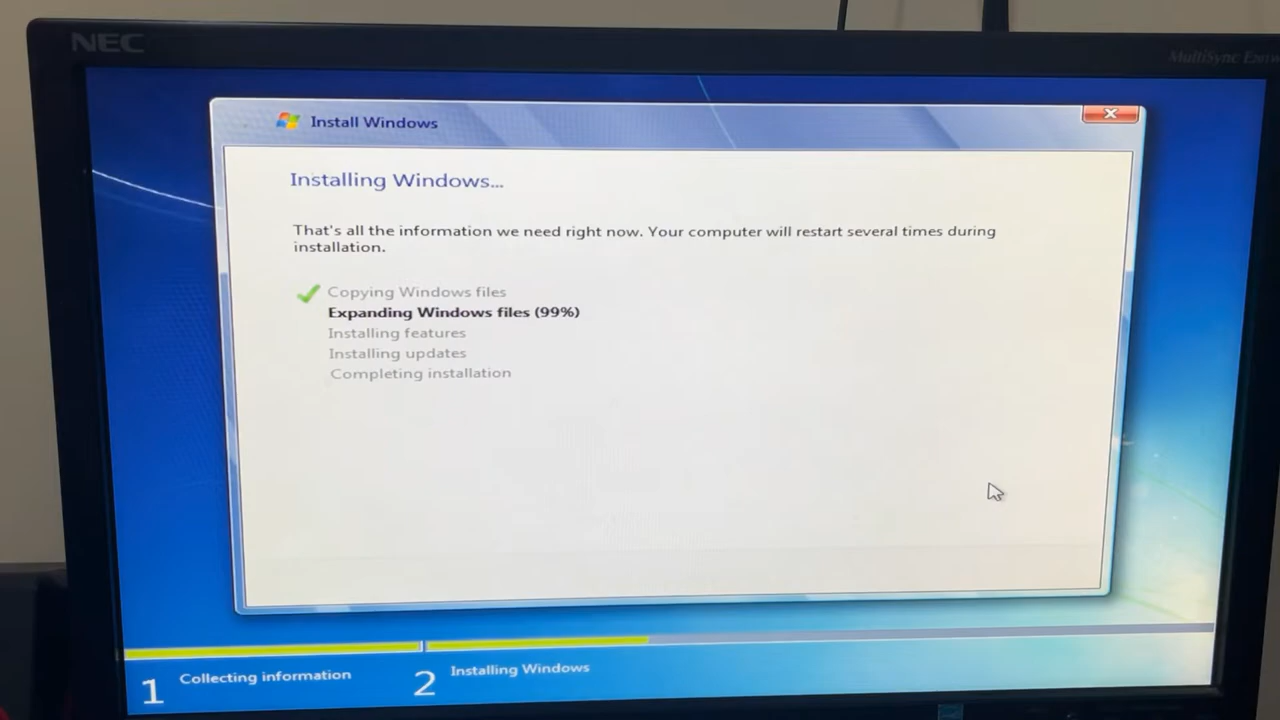 NEC
MultiSync
Install Windows
Installing Windows...
That's all the information we need right now. Your computer will restart several times during
installation.
Copying Windows files
Expanding Windows files (99%)
Installing features
Installing updates
Completing installation
1 Collecting information
2 Installing Windows